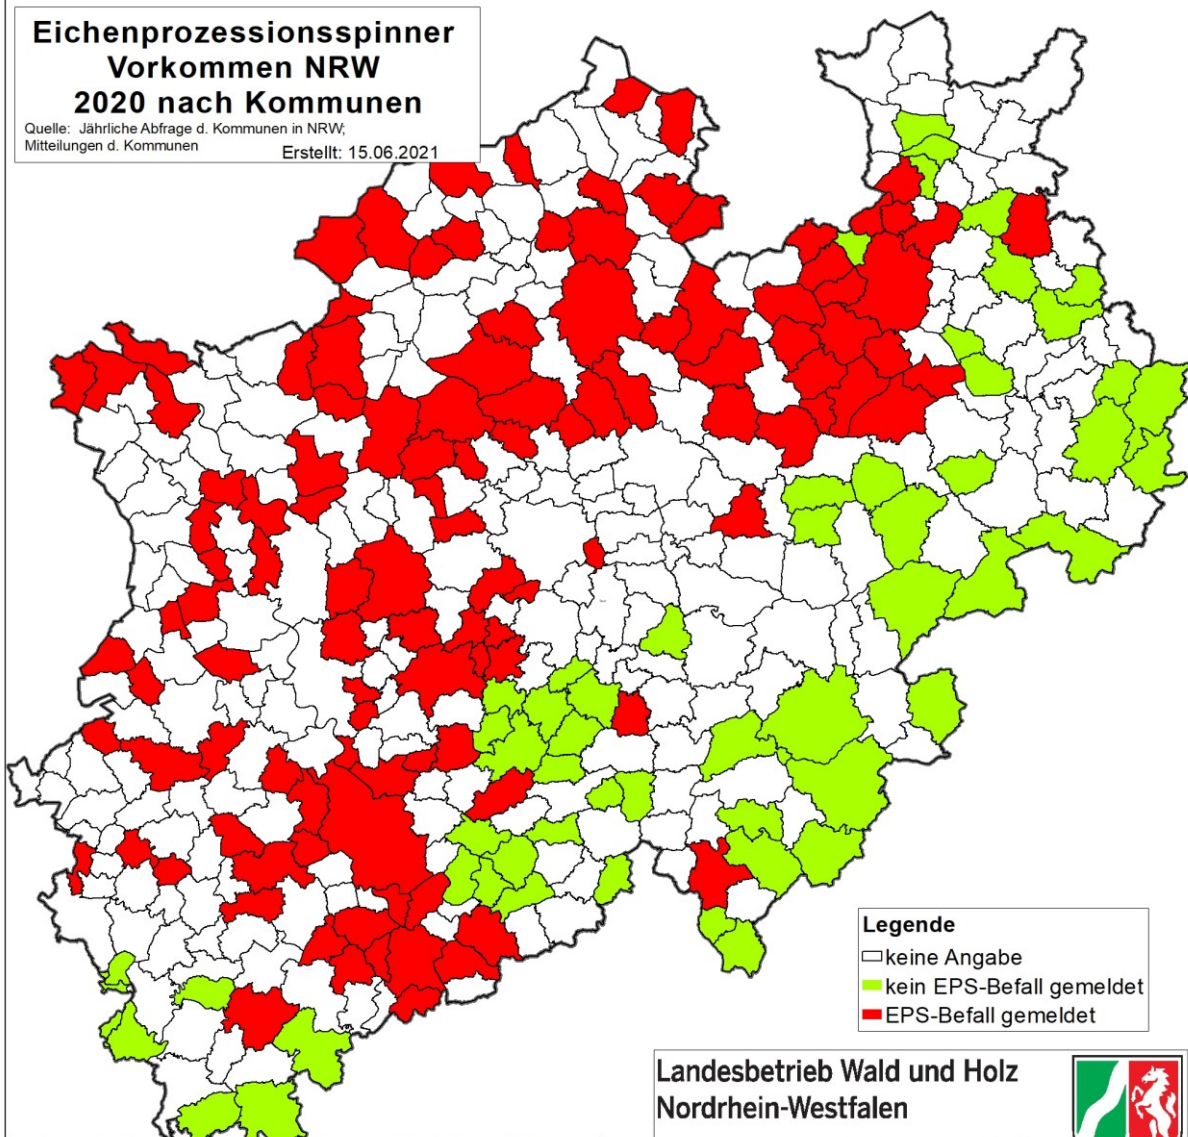 Eichenprozessionsspinner
Vorkommen NRW
2020 nach Kommunen
Quelle: Jährliche Abfrage d. Kommunen in NRW;
Mitteilungen d. Kommunen
Erstellt: 15.06.2021
Legende
keine Angabe
kein EPS-Befall gemeldet
EPS-Befall gemeldet
Landesbetrieb Wald und Holz
Nordrhein-Westfalen